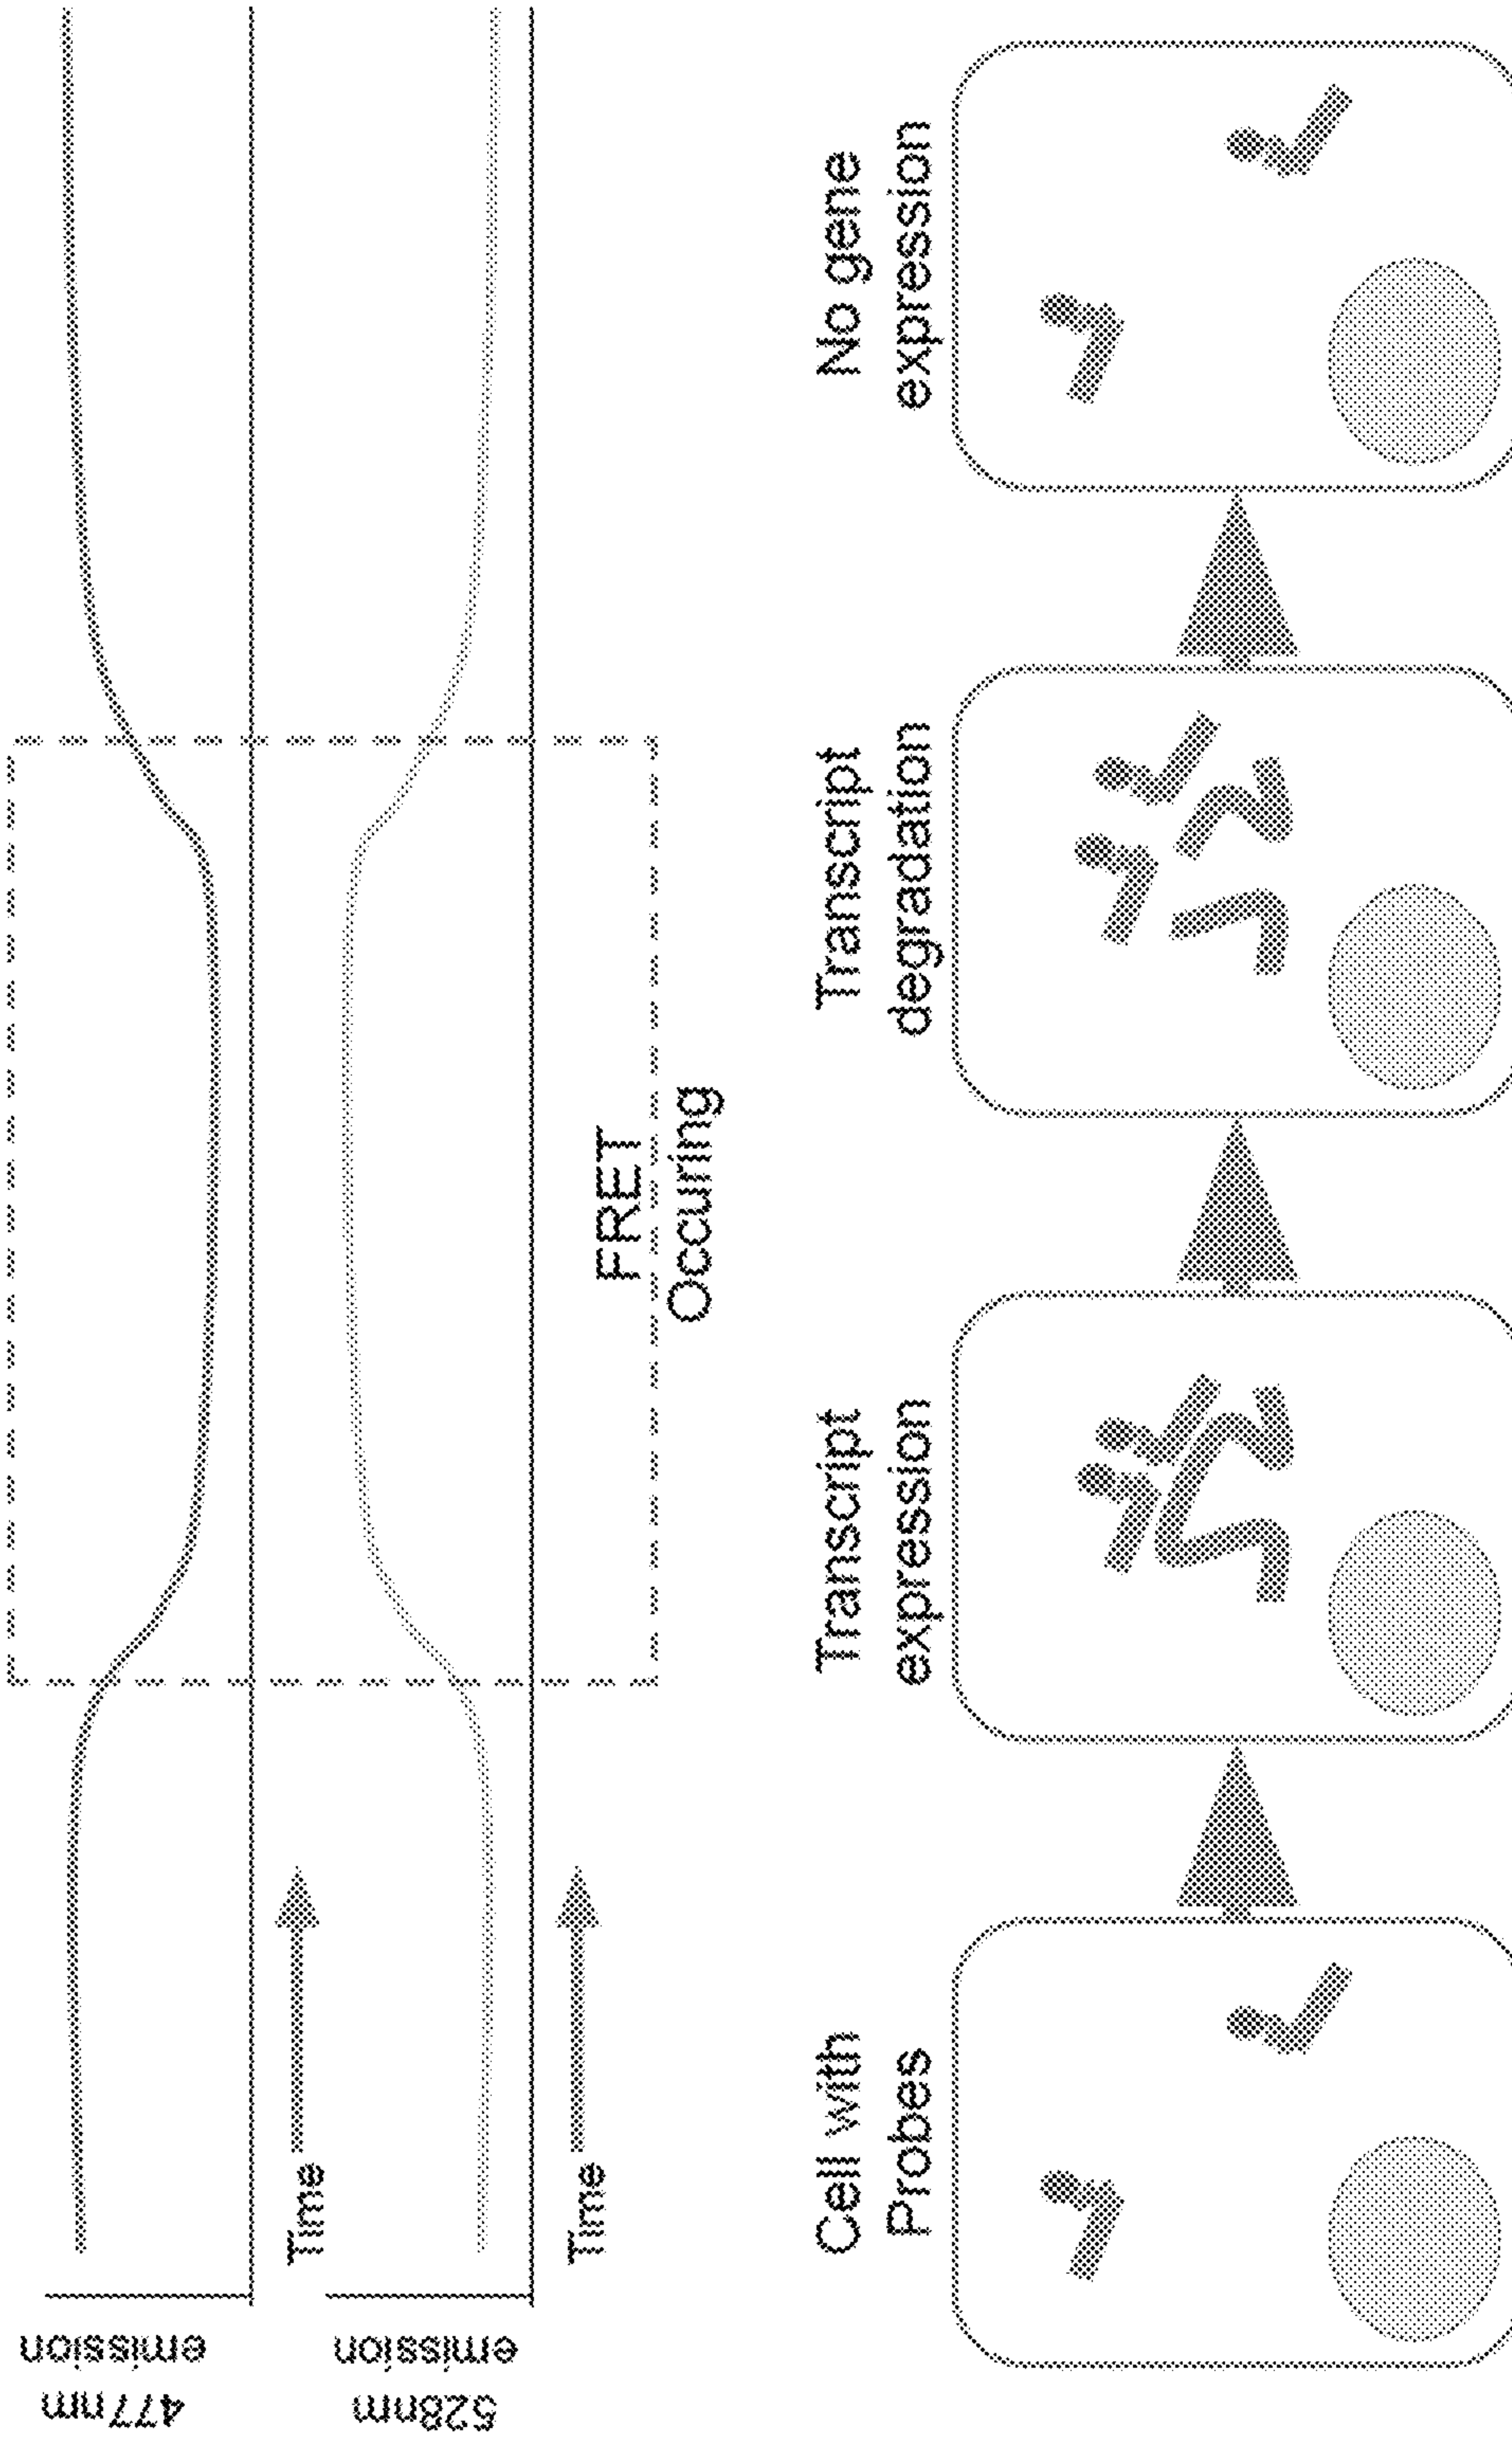 477nm
emission
Time
528nm
emission
Time
FRET
Occuring
Cell with
Probes
Transcript
expression
Transcript
degradation
No gene
expression